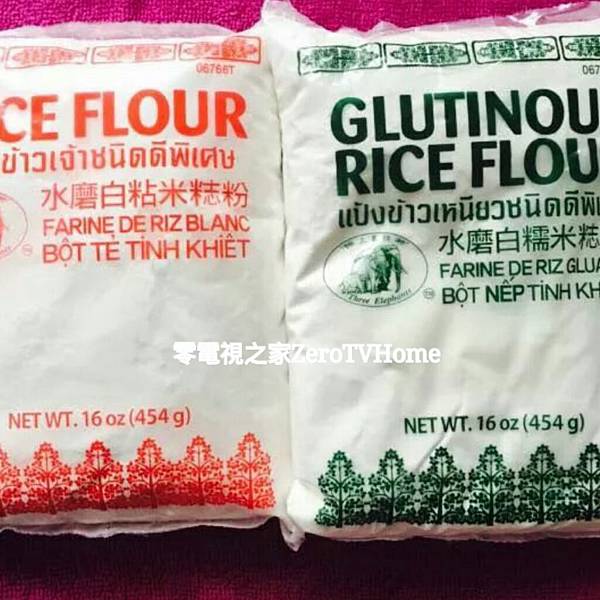 06766T
CE FLOUR
ข้าวเจ้าชนิดดีพิเศษ
水磨白粘米粉
FARINE DE RIZ BLANC
BỘT TẺ TINH KHIẾT
NET WT. 16 oz (454 g)
067
GLUTINOU
RICE FLOU
แป้งข้าวเหนียวชนิดดีพิ
水磨白糯米
FARINE DE RIZ GLUA
BỘT NẾP TINH KH
Three Elephants
NET WT. 16 oz (454 g)
零電視之家ZeroTVHome